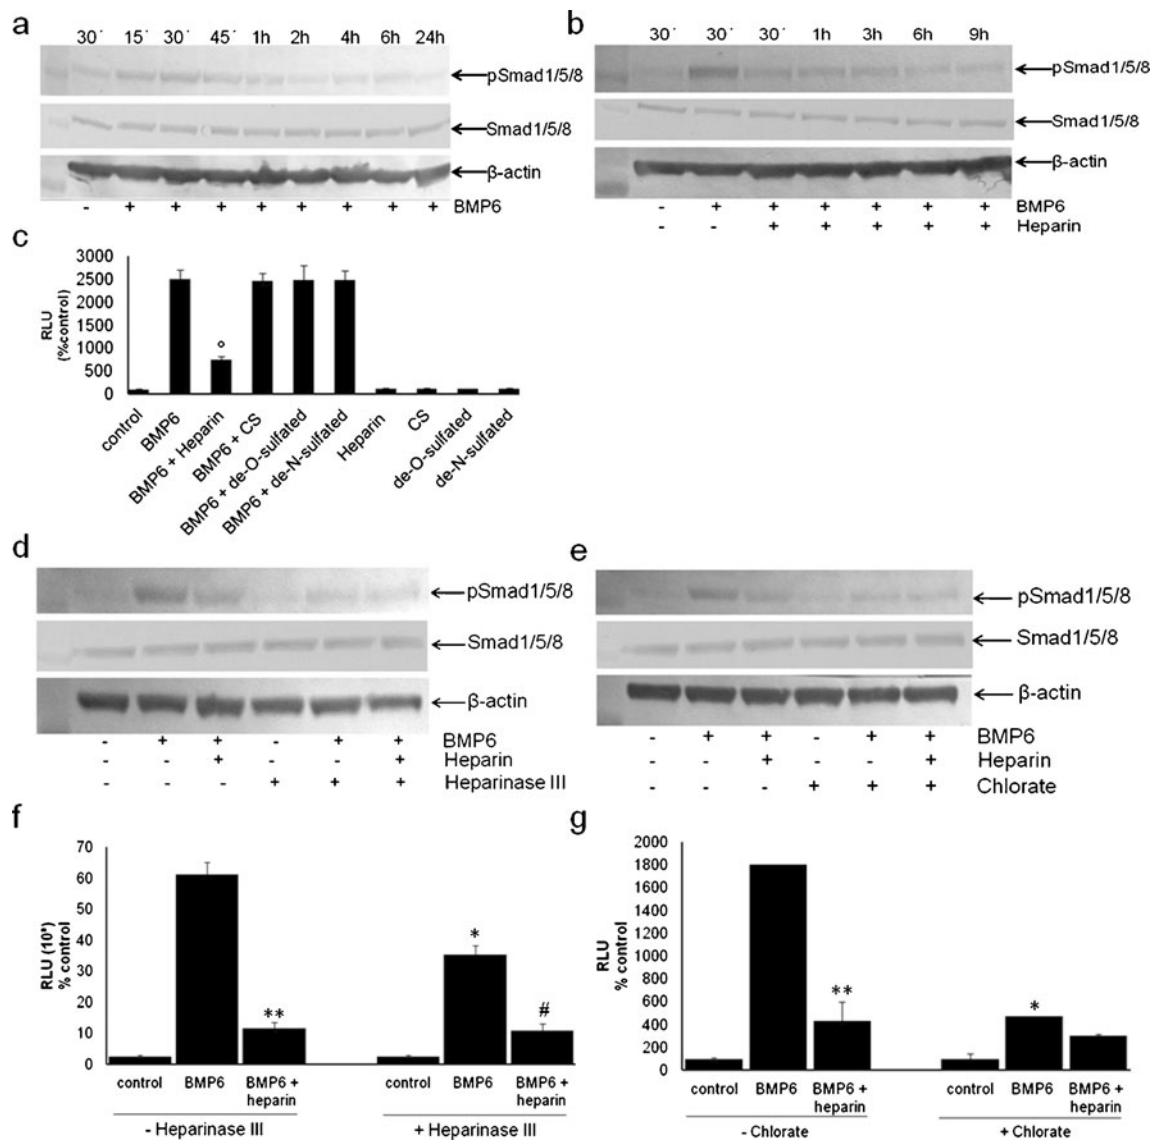 a
30´ 15´ 30´ 45´ 1h 2h 4h 6h 24h
pSmad1/5/8
Smad1/5/8
β-actin
- + + + + + + + + BMP6
b
30´ 30´ 30´ 1h 3h 6h 9h
pSmad1/5/8
Smad1/5/8
β-actin
- + + + + + + BMP6
- - + + + + + Heparin
c
RLU
(%control)
3000
2500
2000
1500
1000
500
0
°
control
BMP6
BMP6 + Heparin
BMP6 + CS
BMP6 + de-O-sulfated
BMP6 + de-N-sulfated
Heparin
CS
de-O-sulfated
de-N-sulfated
d
pSmad1/5/8
Smad1/5/8
β-actin
- + + - + + BMP6
- - + - - + Heparin
- - - + + + Heparinase III
e
pSmad1/5/8
Smad1/5/8
β-actin
- + + - + + BMP6
- - + - - + Heparin
- - - + + + Chlorate
f
% control
70
60
50
40
30
20
10
0
** * #
control BMP6 BMP6 + heparin control BMP6 BMP6 + heparin
- Heparinase III + Heparinase III
g
RLU
% control
2000
1800
1600
1400
1200
1000
800
600
400
200
0
** *
control BMP6 BMP6 + heparin control BMP6 BMP6 + heparin
- Chlorate + Chlorate